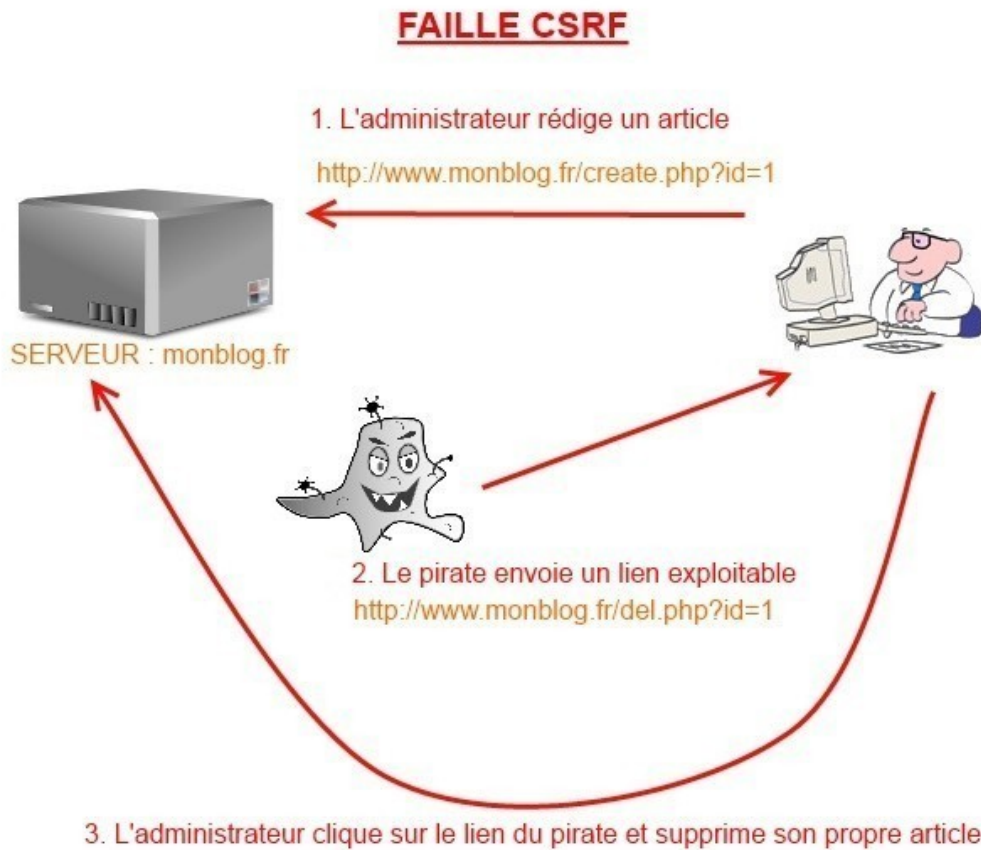 FAILLE CSRF
1. L'administrateur rédige un article
http://www.monblog.fr/create.php?id=1
SERVEUR : monblog.fr
2. Le pirate envoie un lien exploitable
http://www.monblog.fr/del.php?id=1
3. L'administrateur clique sur le lien du pirate et supprime son propre article